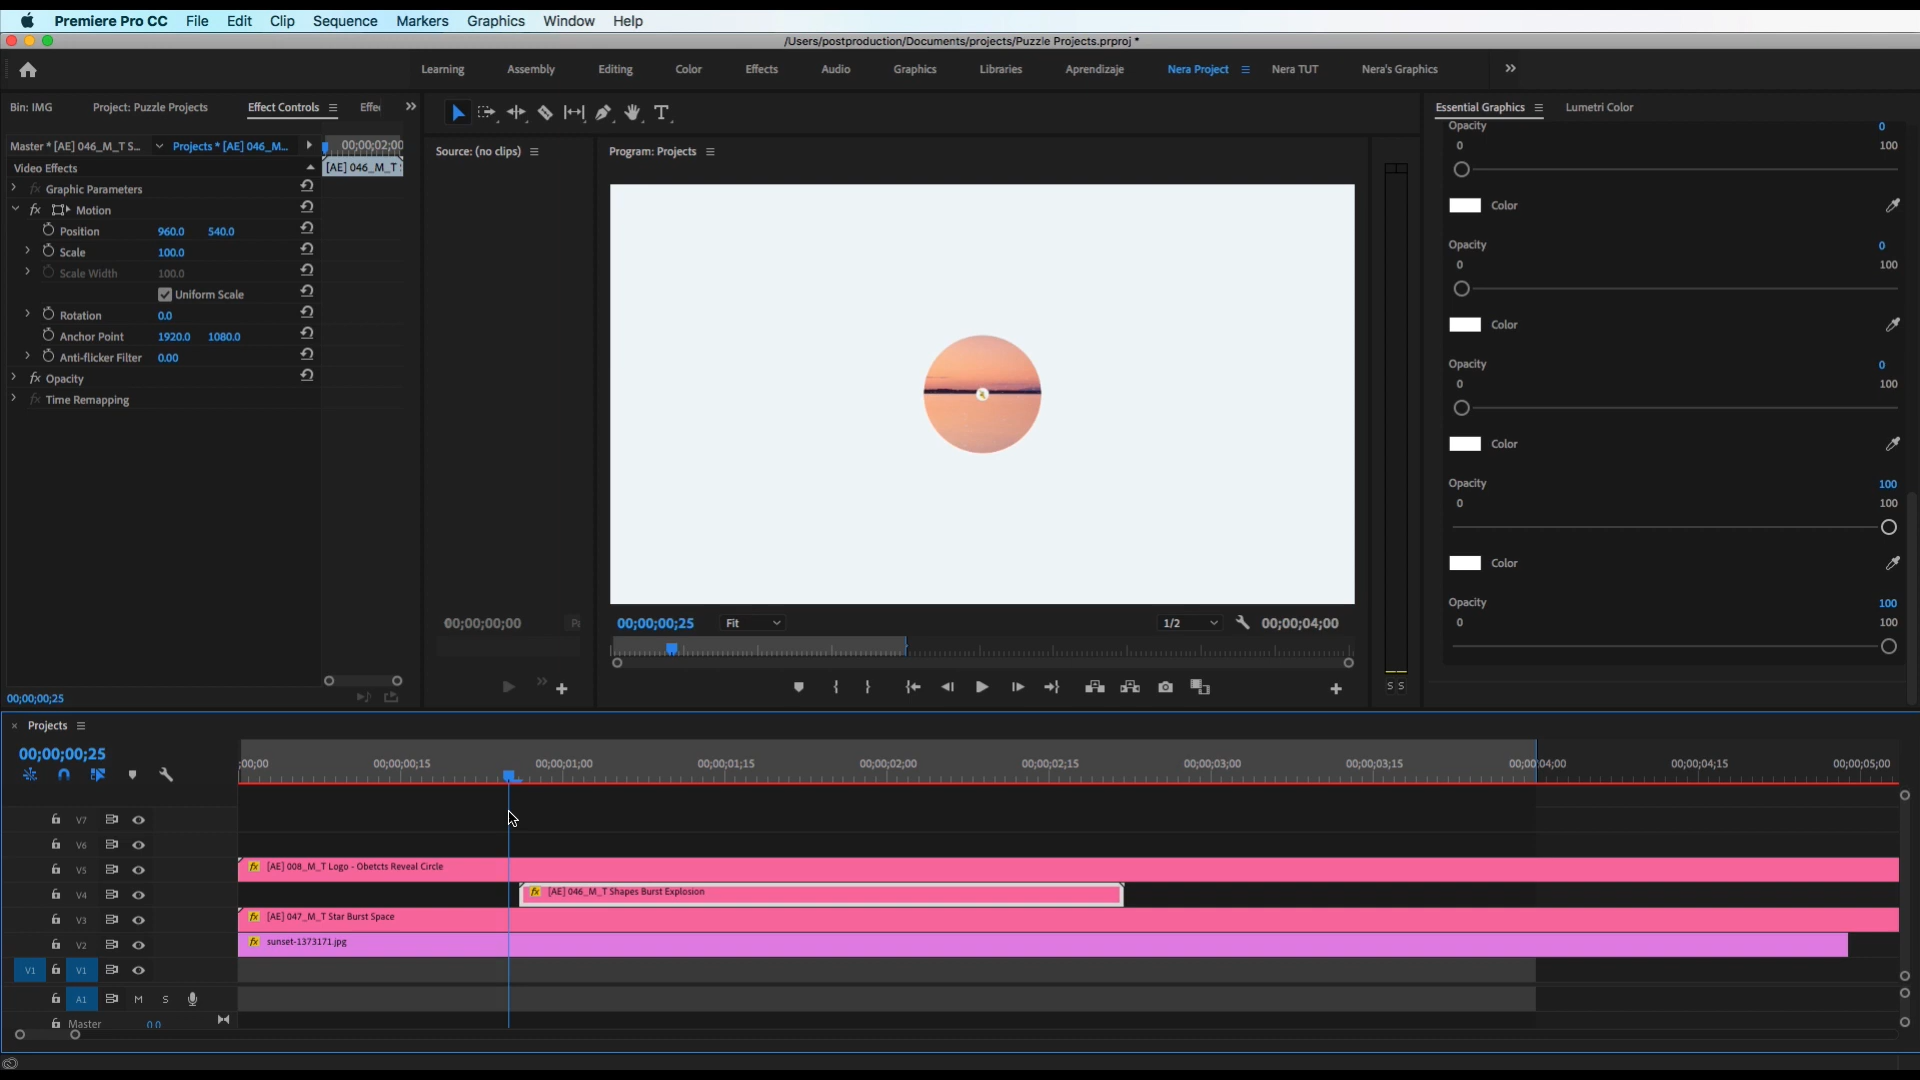 Premiere Pro CC File Edit Clip Sequence Markers Graphics Window Help
/Users/postproduction/Documents/projects/Puzzle Projects.prproj *
Learning Assembly Editing Color Effects Audio Graphics Libraries Aprendizaje Nera Project Nera TUT Nera's Graphics
Bin: IMG Project: Puzzle Projects Effect Controls Effec
Master * [AE] 046_M_T S... Projects * [AE] 046_M... 00;00;02;00
Video Effects [AE] 046_M_T
fx Graphic Parameters
fx Motion
Position 960.0 540.0
Scale 100.0
Scale Width 100.0
Uniform Scale
Rotation 0.0
Anchor Point 1920.0 1080.0
Anti-flicker Filter 0.00
fx Opacity
fx Time Remapping
00;00;00;25
Source: (no clips)
00;00;00;00
Program: Projects
00;00;00;25 Fit 1/2 00;00;04;00
S S
Essential Graphics Lumetri Color
Opacity 0
0 100
Color
Opacity 0
0 100
Color
Opacity 0
0 100
Color
Opacity 100
0 100
Color
Opacity 100
0 100
Projects
00;00;00;25
;00;00 00;00;00;15 00;00;01;00 00;00;01;15 00;00;02;00 00;00;02;15 00;00;03;00 00;00;03;15 00;00;04;00 00;00;04;15 00;00;05;00
V7
V6
V5 fx [AE] 008_M_T Logo - Obetcts Reveal Circle
V4 fx [AE] 046_M_T Shapes Burst Explosion
V3 fx [AE] 047_M_T Star Burst Space
V2 fx sunset-1373171.jpg
V1 V1
A1 M S
Master 0.0